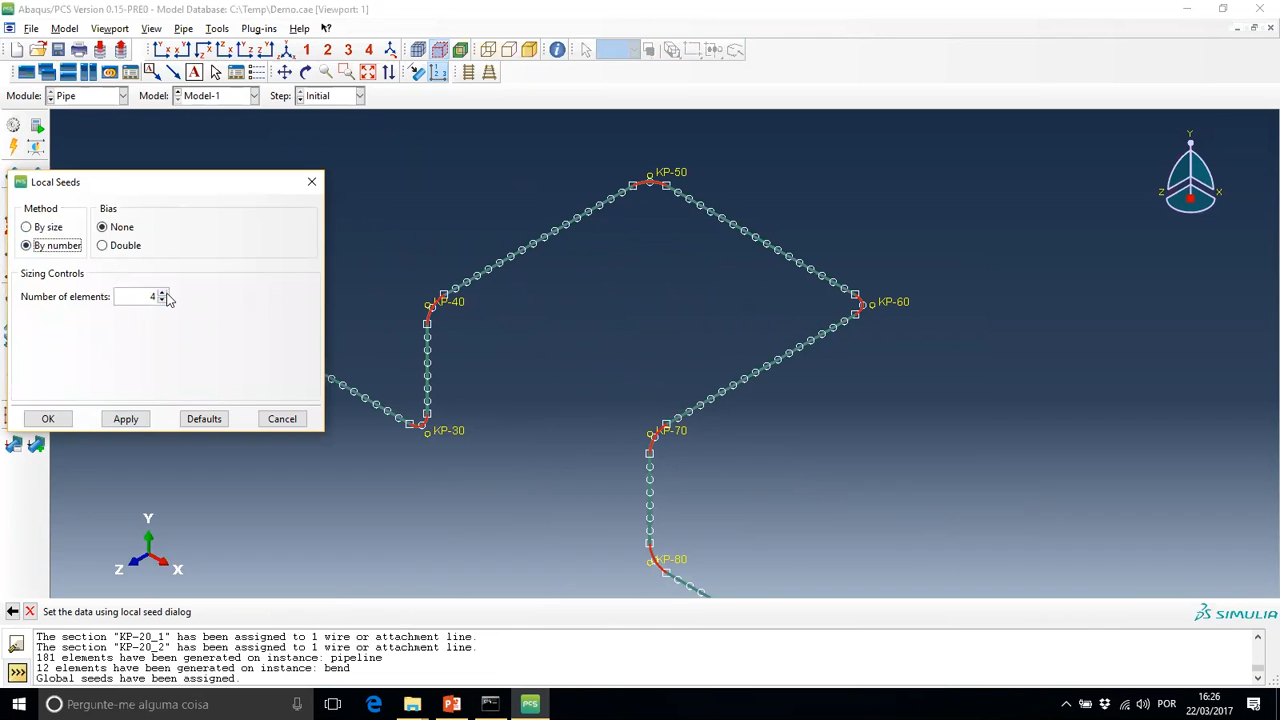 Abaqus/PCS Version 0.15-PRE0 - Model Database: C:\Temp\Demo.cae [Viewport: 1]
File Model Viewport View Pipe Tools Plug-ins Help
1 2 3 4
Module: Pipe Model: Model-1 Step: Initial
Local Seeds
Method Bias
By size None
By number Double
Sizing Controls
Number of elements: 4
OK Apply Defaults Cancel
KP-50
KP-40
KP-60
KP-30
KP-70
KP-80
Y
Z X
Y
Z X
Set the data using local seed dialog
SIMULIA
The section "KP-20_1" has been assigned to 1 wire or attachment line.
The section "KP-20_2" has been assigned to 1 wire or attachment line.
181 elements have been generated on instance: pipeline
12 elements have been generated on instance: bend
Global seeds have been assigned.
Pergunte-me alguma coisa
PCS
POR
16:26
22/03/2017